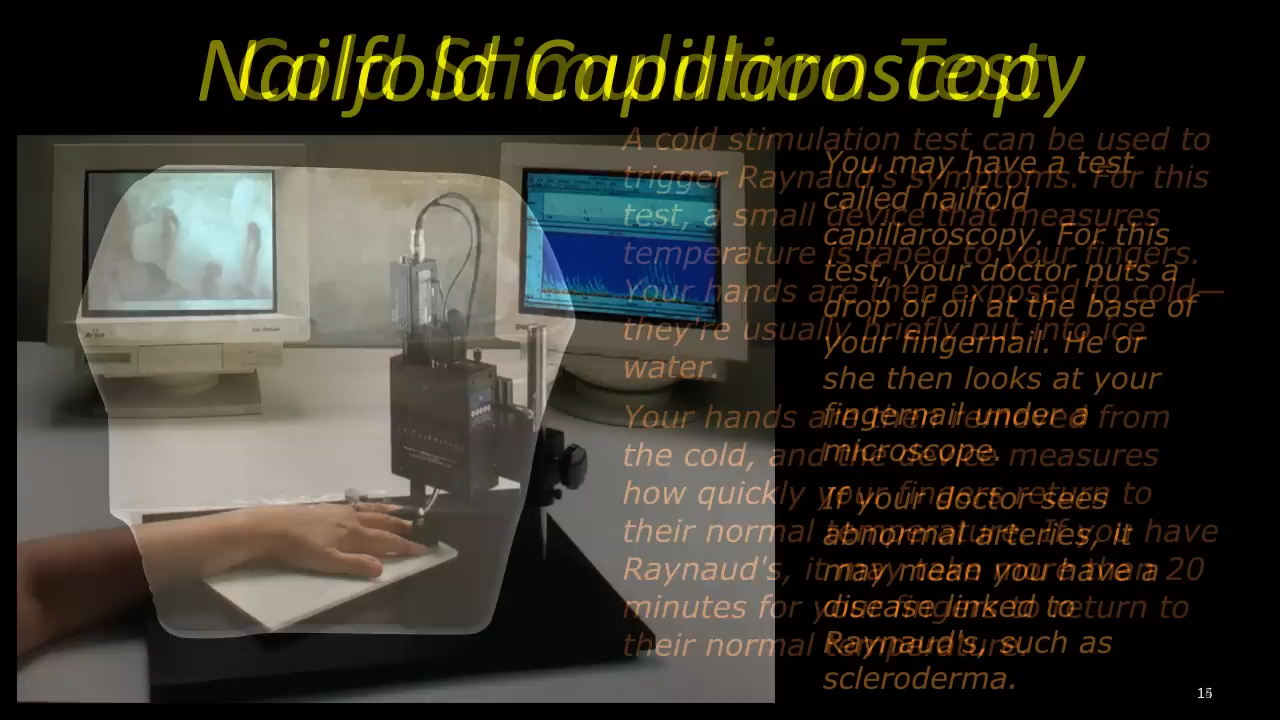 Cold Stimulation Test
Nailfold Capillaroscopy
A cold stimulation test can be used to
trigger Raynaud's symptoms. For this
test, a small device that measures
temperature is taped to your fingers.
Your hands are then exposed to cold—
they're usually briefly put into ice
water.
Your hands are then removed from
the cold, and the device measures
how quickly your fingers return to
their normal temperature. If you have
Raynaud's, it may take more than 20
minutes for your fingers to return to
their normal temperature.
You may have a test
called nailfold
capillaroscopy. For this
test, your doctor puts a
drop of oil at the base of
your fingernail. He or
she then looks at your
fingernail under a
microscope.
If your doctor sees
abnormal arteries, it
may mean you have a
disease linked to
Raynaud's, such as
scleroderma.